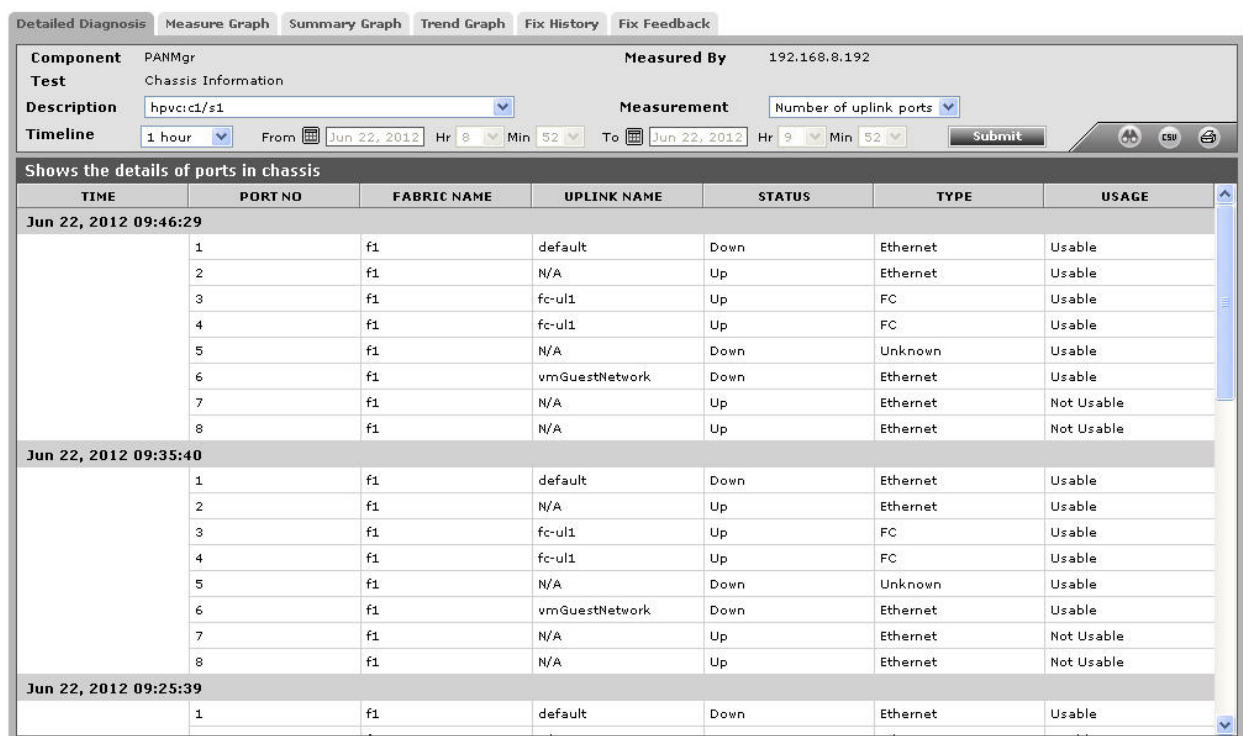 Detailed Diagnosis Measure Graph Summary Graph Trend Graph Fix History Fix Feedback
Component PANMgr Measured By 192.168.8.192
Test Chassis Information
Description hpvc:c1/s1 Measurement Number of uplink ports
Timeline 1 hour From Jun 22, 2012 Hr 8 Min 52 To Jun 22, 2012 Hr 9 Min 52 Submit CSV
Shows the details of ports in chassis
TIME PORT NO FABRIC NAME UPLINK NAME STATUS TYPE USAGE
Jun 22, 2012 09:46:29
1 f1 default Down Ethernet Usable
2 f1 N/A Up Ethernet Usable
3 f1 fc-ul1 Up FC Usable
4 f1 fc-ul1 Up FC Usable
5 f1 N/A Down Unknown Usable
6 f1 vmGuestNetwork Down Ethernet Usable
7 f1 N/A Up Ethernet Not Usable
8 f1 N/A Up Ethernet Not Usable
Jun 22, 2012 09:35:40
1 f1 default Down Ethernet Usable
2 f1 N/A Up Ethernet Usable
3 f1 fc-ul1 Up FC Usable
4 f1 fc-ul1 Up FC Usable
5 f1 N/A Down Unknown Usable
6 f1 vmGuestNetwork Down Ethernet Usable
7 f1 N/A Up Ethernet Not Usable
8 f1 N/A Up Ethernet Not Usable
Jun 22, 2012 09:25:39
1 f1 default Down Ethernet Usable